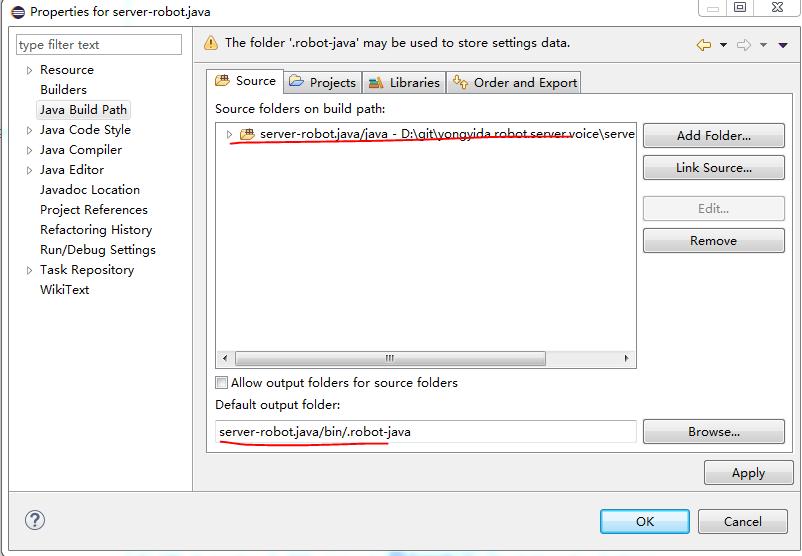 Properties for server-robot.java
type filter text
The folder '.robot-java' may be used to store settings data.
Resource
Builders
Java Build Path
Java Code Style
Java Compiler
Java Editor
Javadoc Location
Project References
Refactoring History
Run/Debug Settings
Task Repository
WikiText
Source
Projects
Libraries
Order and Export
Source folders on build path:
server-robot.java/java - D:\git\yongyida.robot.server.voice\serve
Add Folder...
Link Source...
Edit...
Remove
Allow output folders for source folders
Default output folder:
server-robot.java/bin/.robot-java
Browse...
Apply
?
OK
Cancel